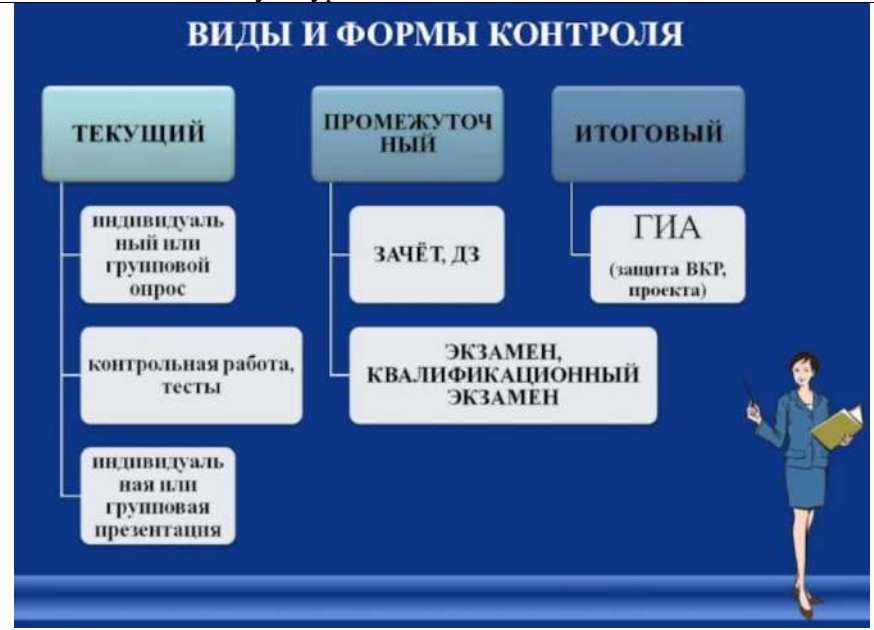 ВИДЫ И ФОРМЫ КОНТРОЛЯ
ТЕКУЩИЙ
индивидуаль
ный или
групповой
опрос
контрольная работа,
тесты
индивидуаль
ная или
групповая
презентация
ПРОМЕЖУТОЧ
НЫЙ
ЗАЧЁТ, ДЗ
ЭКЗАМЕН,
КВАЛИФИКАЦИОННЫЙ
ЭКЗАМЕН
ИТОГОВЫЙ
ГИА
(защита ВКР,
проекта)